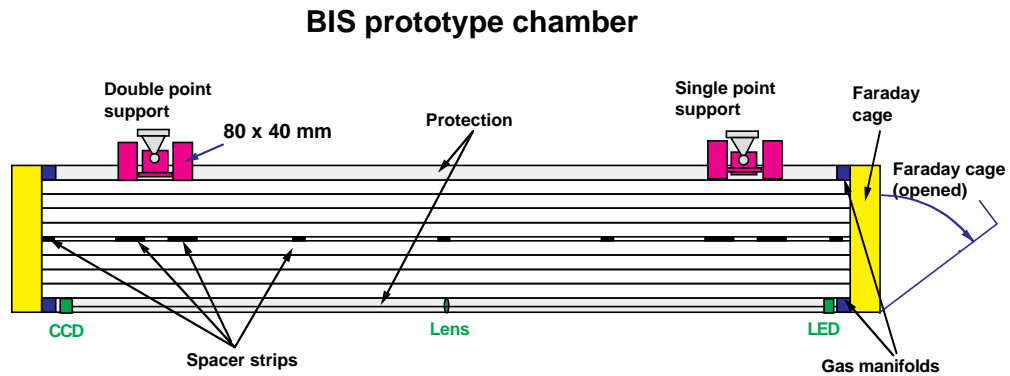 BIS prototype chamber
Double point
support
80 x 40 mm
Protection
Single point
support
Faraday
cage
Faraday cage
(opened)
CCD
Lens
LED
Spacer strips
Gas manifolds